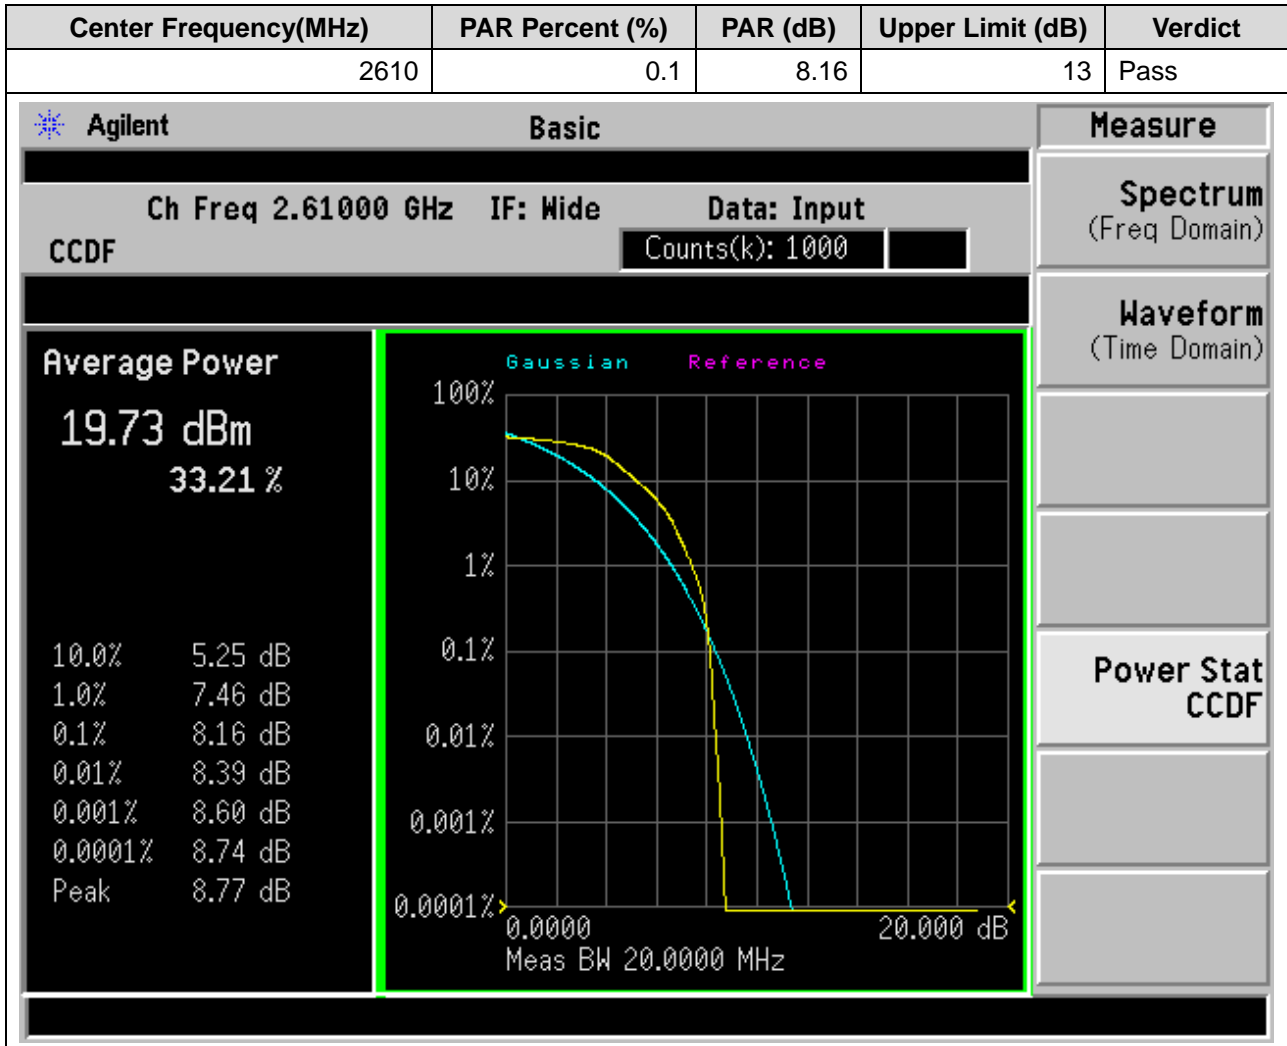 Center Frequency(MHz) PAR Percent (%) PAR (dB) Upper Limit (dB) Verdict
2610 0.1 8.16 13 Pass
Agilent Basic Measure
Ch Freq 2.61000 GHz IF: Wide Data: Input
CCDF Counts(k): 1000
Spectrum
(Freq Domain)
Waveform
(Time Domain)
Power Stat
CCDF
Average Power
19.73 dBm
33.21 %
10.0% 5.25 dB
1.0% 7.46 dB
0.1% 8.16 dB
0.01% 8.39 dB
0.001% 8.60 dB
0.0001% 8.74 dB
Peak 8.77 dB
Gaussian Reference
100%
10%
1%
0.1%
0.01%
0.001%
0.0001%
0.0000 20.000 dB
Meas BW 20.0000 MHz